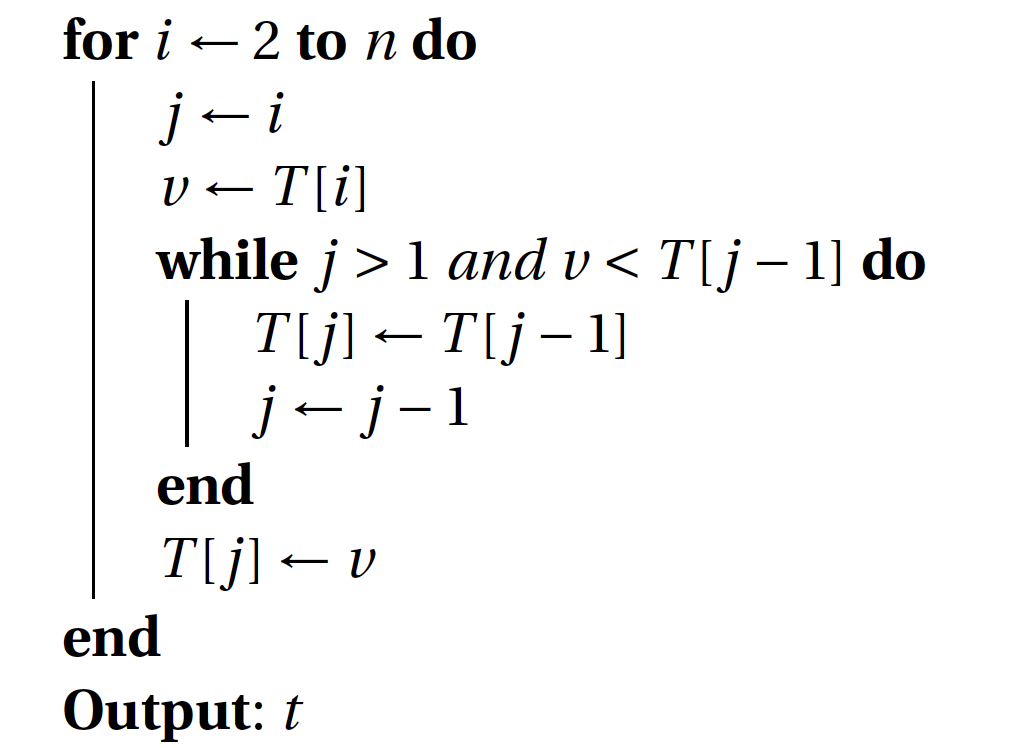 for i ← 2 to n do
j ← i
v ← T[i]
while j > 1 and v < T[j − 1] do
T[j] ← T[j − 1]
j ← j − 1
end
T[j] ← v
end
Output: t